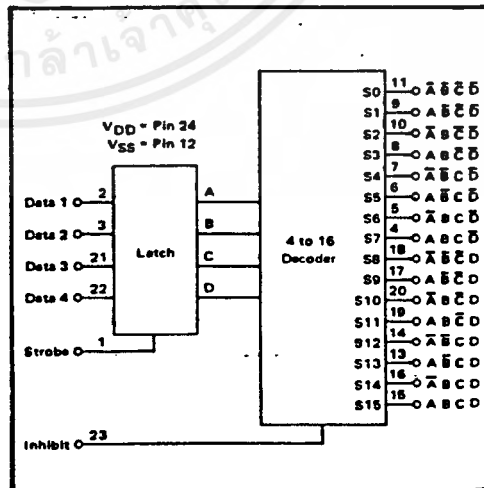 V_DD = Pin 24
V_SS = Pin 12
Data 1 2
Data 2 3
Data 3 21
Data 4 22
Strobe 1
Inhibit 23
Latch
A
B
C
D
4 to 16
Decoder
S0 11 A̅ B̅ C̅ D̅
S1 9 A B̅ C̅ D̅
S2 10 A̅ B C̅ D̅
S3 8 A B C̅ D̅
S4 7 A̅ B̅ C D̅
S5 6 A B̅ C D̅
S6 5 A̅ B C D̅
S7 4 A B C D̅
S8 18 A̅ B̅ C̅ D
S9 17 A B̅ C̅ D
S10 20 A̅ B C̅ D
S11 19 A B C̅ D
S12 14 A̅ B̅ C D
S13 13 A B̅ C D
S14 16 A̅ B C D
S15 15 A B C D